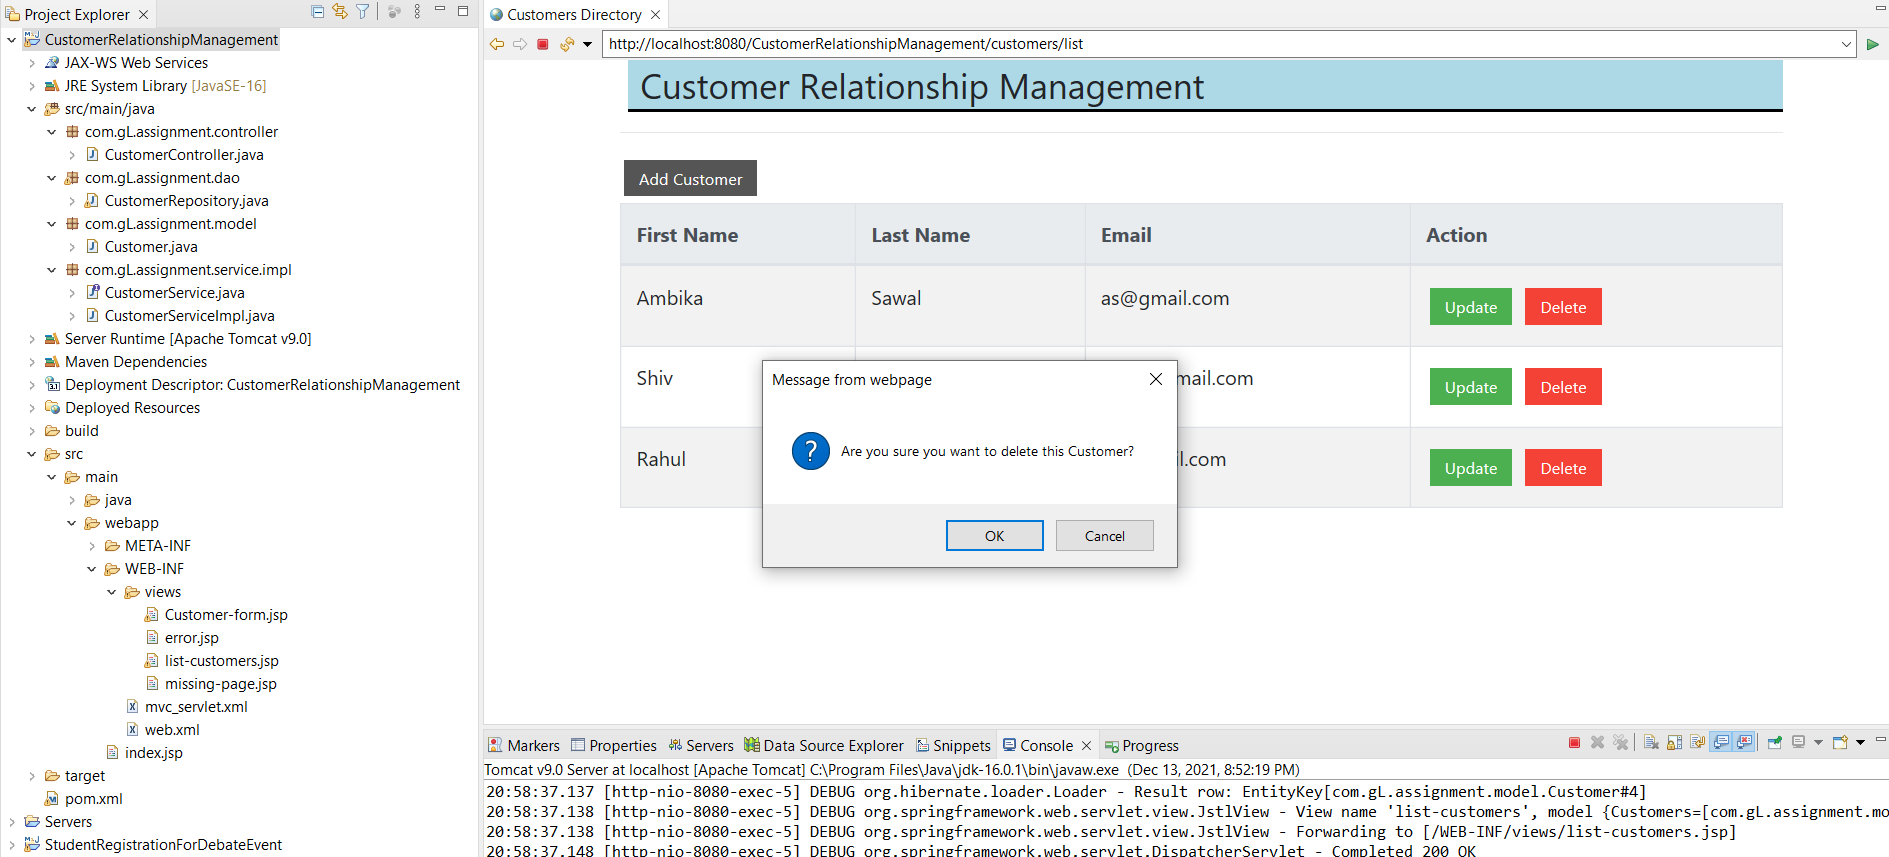 Project Explorer
CustomerRelationshipManagement
JAX-WS Web Services
JRE System Library [JavaSE-16]
src/main/java
com.gL.assignment.controller
CustomerController.java
com.gL.assignment.dao
CustomerRepository.java
com.gL.assignment.model
Customer.java
com.gL.assignment.service.impl
CustomerService.java
CustomerServiceImpl.java
Server Runtime [Apache Tomcat v9.0]
Maven Dependencies
Deployment Descriptor: CustomerRelationshipManagement
Deployed Resources
build
src
main
java
webapp
META-INF
WEB-INF
views
Customer-form.jsp
error.jsp
list-customers.jsp
missing-page.jsp
mvc_servlet.xml
web.xml
index.jsp
target
pom.xml
Servers
StudentRegistrationForDebateEvent
Customers Directory
http://localhost:8080/CustomerRelationshipManagement/customers/list
Customer Relationship Management
Add Customer
First Name Last Name Email Action
Ambika Sawal as@gmail.com Update Delete
Shiv mail.com Update Delete
Rahul l.com Update Delete
Message from webpage
Are you sure you want to delete this Customer?
OK Cancel
Markers Properties Servers Data Source Explorer Snippets Console Progress
Tomcat v9.0 Server at localhost [Apache Tomcat] C:\Program Files\Java\jdk-16.0.1\bin\javaw.exe (Dec 13, 2021, 8:52:19 PM)
20:58:37.137 [http-nio-8080-exec-5] DEBUG org.hibernate.loader.Loader - Result row: EntityKey[com.gL.assignment.model.Customer#4]
20:58:37.138 [http-nio-8080-exec-5] DEBUG org.springframework.web.servlet.view.JstlView - View name 'list-customers', model {Customers=[com.gL.assignment.mo
20:58:37.138 [http-nio-8080-exec-5] DEBUG org.springframework.web.servlet.view.JstlView - Forwarding to [/WEB-INF/views/list-customers.jsp]
20:58:37.148 [http-nio-8080-exec-5] DEBUG org.springframework.web.servlet.DispatcherServlet - Completed 200 OK